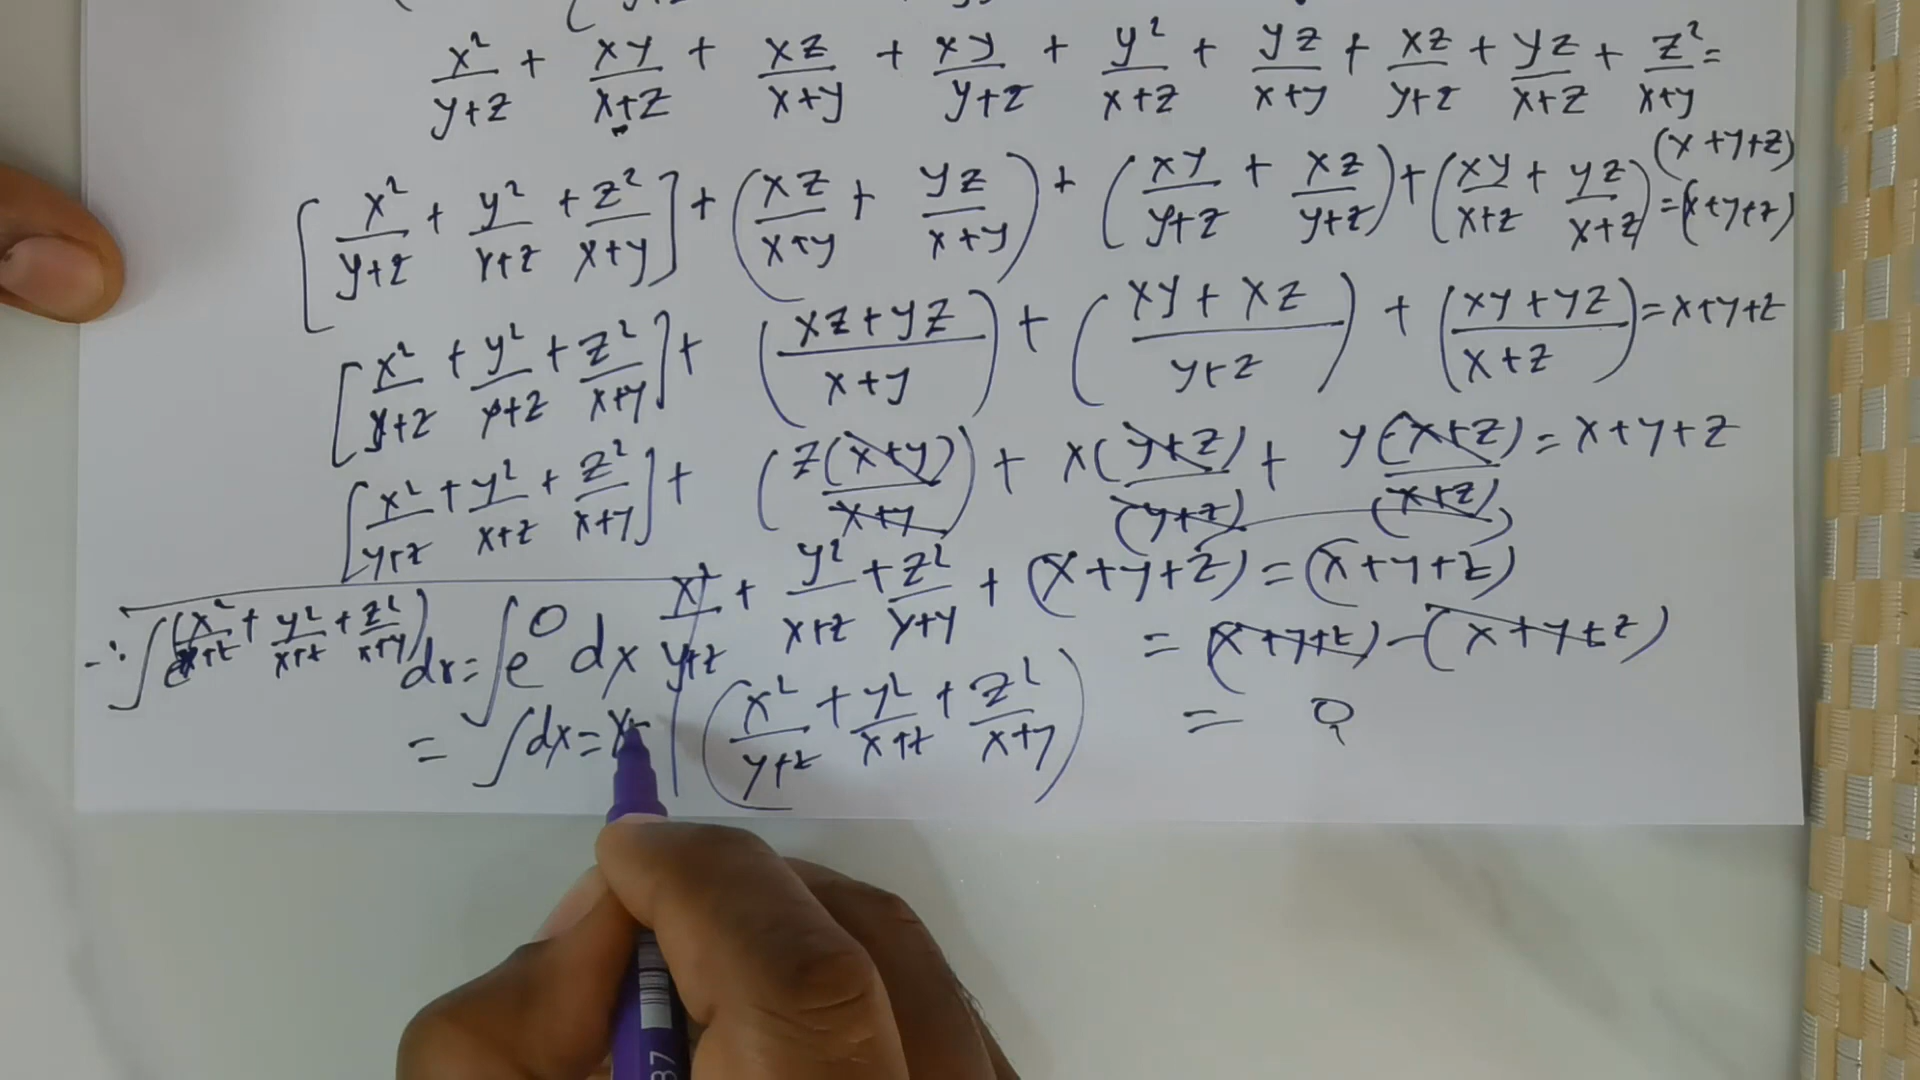 x²/(y+z) + xy/(x+z) + xz/(x+y) + xy/(y+z) + y²/(x+z) + yz/(x+y) + xz/(y+z) + yz/(x+z) + z²/(x+y) =
(x+y+z)
[x²/(y+z) + y²/(x+z) + z²/(x+y)] + (xz/(x+y) + yz/(x+y)) + (xy/(y+z) + xz/(y+z)) + (xy/(x+z) + yz/(x+z)) = (x+y+z)
[x²/(y+z) + y²/(x+z) + z²/(x+y)] + ((xz+yz)/(x+y)) + ((xy+xz)/(y+z)) + ((xy+yz)/(x+z)) = x+y+z
[x²/(y+z) + y²/(x+z) + z²/(x+y)] + (z(x+y)/(x+y)) + x(y+z)/(y+z) + y(x+z)/(x+z) = x+y+z
x²/(y+z) + y²/(x+z) + z²/(y+y) + (x+y+z) = (x+y+z)
= (x+y+z) - (x+y+z)
(x²/(y+z) + y²/(x+z) + z²/(x+y)) = 0
∫e^(x²/(x+z) + y²/(x+z) + z²/(x+y)) dx = ∫e^0 dx
= ∫dx = x
87